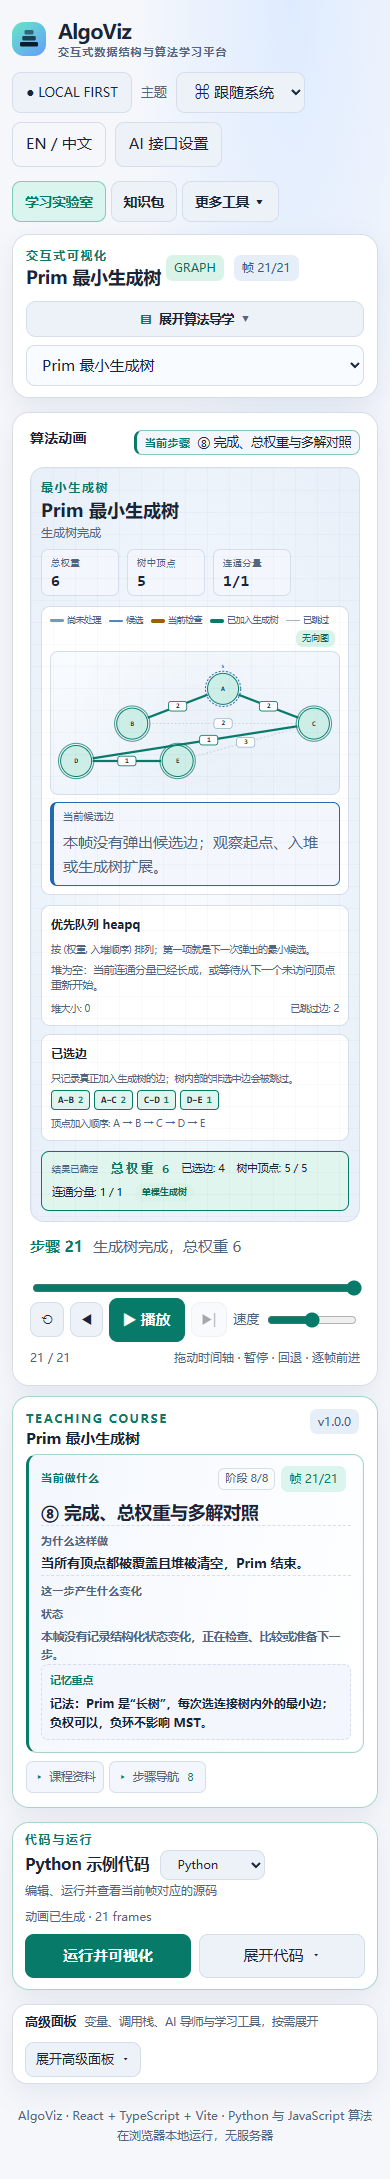 AlgoViz
交互式数据结构与算法学习平台
● LOCAL FIRST 主题 ⌘ 跟随系统
EN / 中文 AI 接口设置
学习实验室 知识包 更多工具 ▾
交互式可视化
Prim 最小生成树 GRAPH 帧 21/21
▤ 展开算法导学 ▼
Prim 最小生成树
算法动画 当前步骤 ⑧ 完成、总权重与多解对照
最小生成树
Prim 最小生成树
生成树完成
总权重 树中顶点 连通分量
6 5 1/1
尚未处理 候选 当前检查 已加入生成树 已跳过
无向图
A
2 2
B 2 C
1 3
D 1 E
当前候选边
本帧没有弹出候选边；观察起点、入堆
或生成树扩展。
优先队列 heapq
按 (权重, 入堆顺序) 排列；第一项就是下一次弹出的最小候选。
堆为空：当前连通分量已经长成，或等待从下一个未访问顶点
重新开始。
堆大小: 0 已跳过边: 2
已选边
只记录真正加入生成树的边；树内部的非选中边会被跳过。
A–B 2 A–C 2 C–D 1 D–E 1
顶点加入顺序: A → B → C → D → E
结果已确定 总权重 6 已选边: 4 树中顶点: 5 / 5
连通分量: 1 / 1 单棵生成树
步骤 21 生成树完成，总权重 6
▶ 播放 速度
21 / 21 拖动时间轴 · 暂停 · 回退 · 逐帧前进
TEACHING COURSE v1.0.0
Prim 最小生成树
当前做什么 阶段 8/8 帧 21/21
⑧ 完成、总权重与多解对照
为什么这样做
当所有顶点都被覆盖且堆被清空，Prim 结束。
这一步产生什么变化
状态
本帧没有记录结构化状态变化，正在检查、比较或准备下一
步。
记忆重点
记法：Prim 是“长树”，每次选连接树内外的最小边；
负权可以，负环不影响 MST。
▸ 课程资料 ▸ 步骤导航 8
代码与运行
Python 示例代码 Python
编辑、运行并查看当前帧对应的源码
动画已生成 · 21 frames
运行并可视化 展开代码
高级面板 变量、调用栈、AI 导师与学习工具，按需展开
展开高级面板
AlgoViz · React + TypeScript + Vite · Python 与 JavaScript 算法
在浏览器本地运行，无服务器